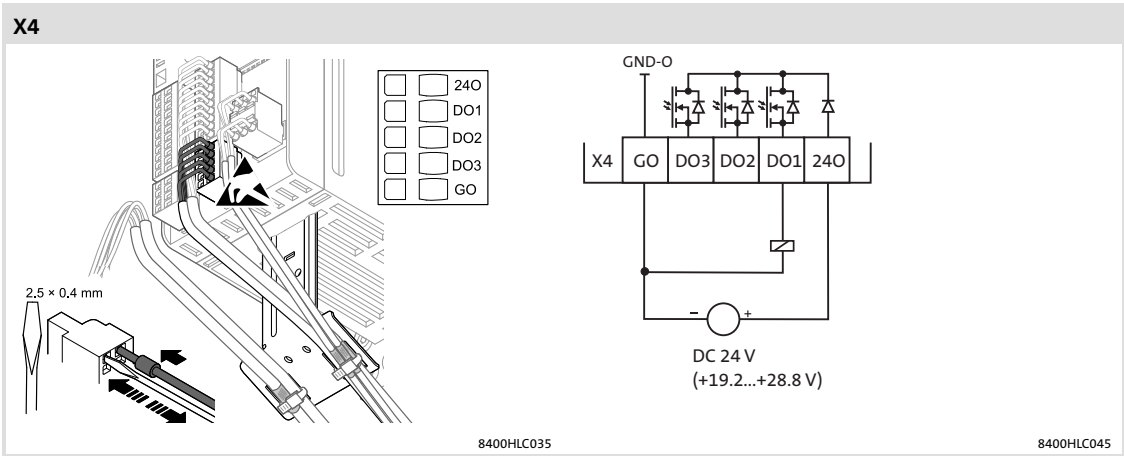 X4
24O
DO1
DO2
DO3
GO
2.5 × 0.4 mm
8400HLC035
GND-O
X4 GO DO3 DO2 DO1 24O
– +
DC 24 V
(+19.2...+28.8 V)
8400HLC045